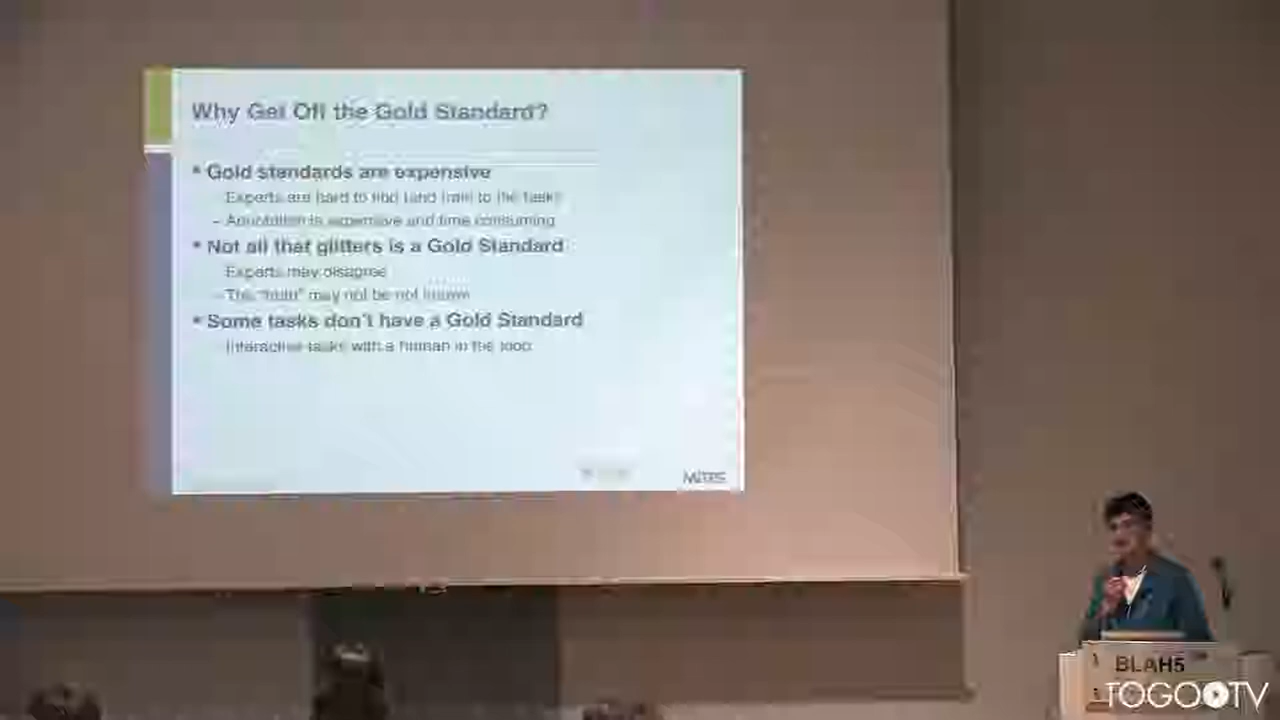 Why Get Off the Gold Standard?
• Gold standards are expensive
Experts are hard to find (and train to the task)
– Annotation is expensive and time consuming
• Not all that glitters is a Gold Standard
Experts may disagree
– The "truth" may not be not known
• Some tasks don't have a Gold Standard
Interactive tasks with a human in the loop
MITRE
BLAH5
TOGOTV